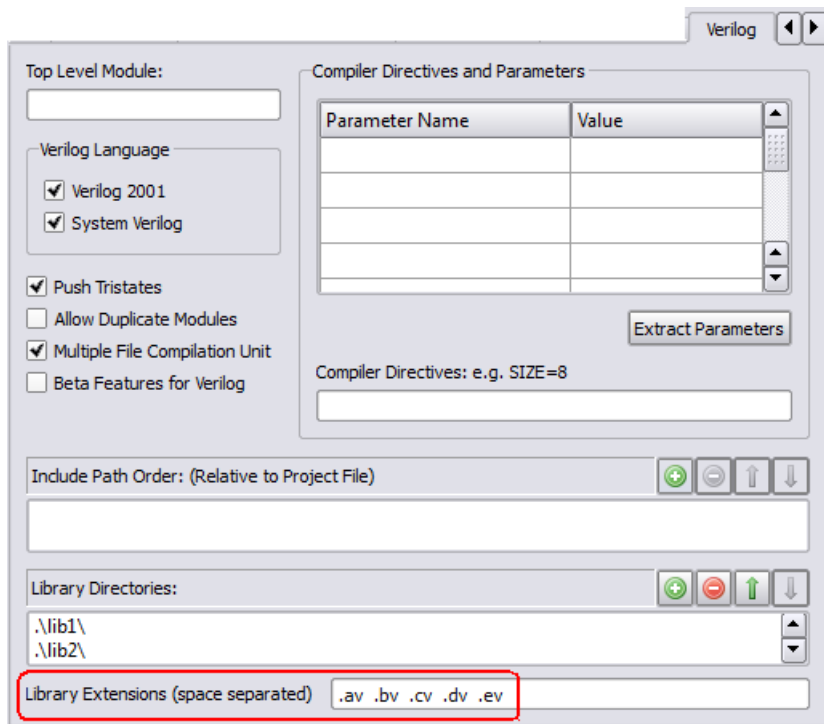 Verilog
Top Level Module:
Verilog Language
Verilog 2001
System Verilog
Push Tristates
Allow Duplicate Modules
Multiple File Compilation Unit
Beta Features for Verilog
Compiler Directives and Parameters
Parameter Name Value
Extract Parameters
Compiler Directives: e.g. SIZE=8
Include Path Order: (Relative to Project File)
Library Directories:
.\lib1\
.\lib2\
Library Extensions (space separated) .av .bv .cv .dv .ev